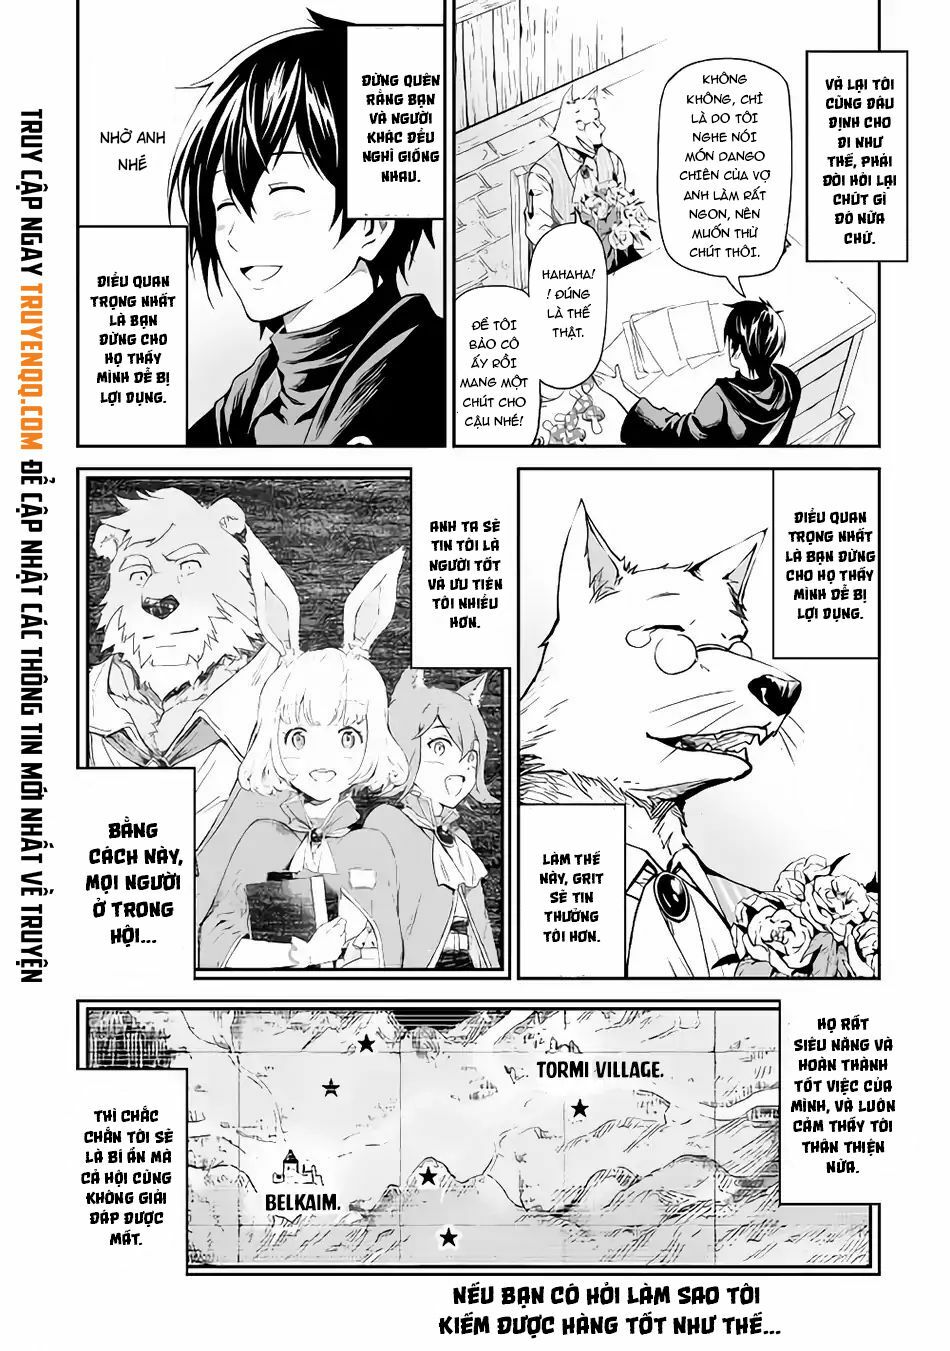 VẢ LẠI TÔI
CŨNG ĐÂU
ĐỊNH CHO
ĐI NHƯ
THẾ, PHẢI
ĐÒI HỎI LẠI
CHÚT GÌ
ĐÓ NỮA
CHỨ.
KHÔNG
KHÔNG, CHỈ
LÀ DO TÔI
NGHE NÓI
MÓN DANGO
CHIÊN CỦA VỢ
ANH LÀM RẤT
NGON, NÊN
MUỐN THỬ
CHÚT THÔI.
HAHAHA!
! ĐÚNG
LÀ THẾ
THẬT.
ĐỂ TÔI
BẢO CÔ
ẤY RỒI
MANG MỘT
CHÚT CHO
CẬU NHÉ!
ĐỪNG QUÊN
RẰNG BẠN
VÀ NGƯỜI
KHÁC ĐỀU
NGHĨ GIỐNG
NHAU.
NHỜ ANH
NHÉ
ĐIỀU QUAN
TRỌNG NHẤT
LÀ BẠN
ĐỪNG CHO
HỌ THẤY
MÌNH DỄ BỊ
LỢI DỤNG.
ĐIỀU QUAN
TRỌNG NHẤT
LÀ BẠN ĐỪNG
CHO HỌ THẤY
MÌNH DỄ BỊ
LỢI DỤNG.
LÀM THẾ
NÀY, GRIT
SẼ TIN
THƯỞNG
TÔI HƠN.
ANH TA SẼ
TIN TÔI LÀ
NGƯỜI TỐT
VÀ ƯU TIÊN
TÔI NHIỀU
HƠN.
BẰNG
CÁCH NÀY,
MỌI NGƯỜI
Ở TRONG
HỘI...
HỌ RẤT
SIÊU NĂNG VÀ
HOÀN THÀNH
TỐT VIỆC CỦA
MÌNH, VÀ LUÔN
CẢM THẤY TÔI
THÂN THIỆN
NỮA.
TORMI VILLAGE.
BELKAIM.
THÌ CHẮC
CHẮN TÔI SẼ
LÀ BÍ ẨN MÀ
CẢ HỘI CŨNG
KHÔNG GIẢI
ĐÁP ĐƯỢC
MẤT.
NẾU BẠN CÓ HỎI LÀM SAO TÔI
KIẾM ĐƯỢC HÀNG TỐT NHƯ THẾ...
TRUY CẬP NGAY TRUYENQQ.COM ĐỂ CẬP NHẬT CÁC THÔNG TIN MỚI NHẤT VỀ TRUYỆN